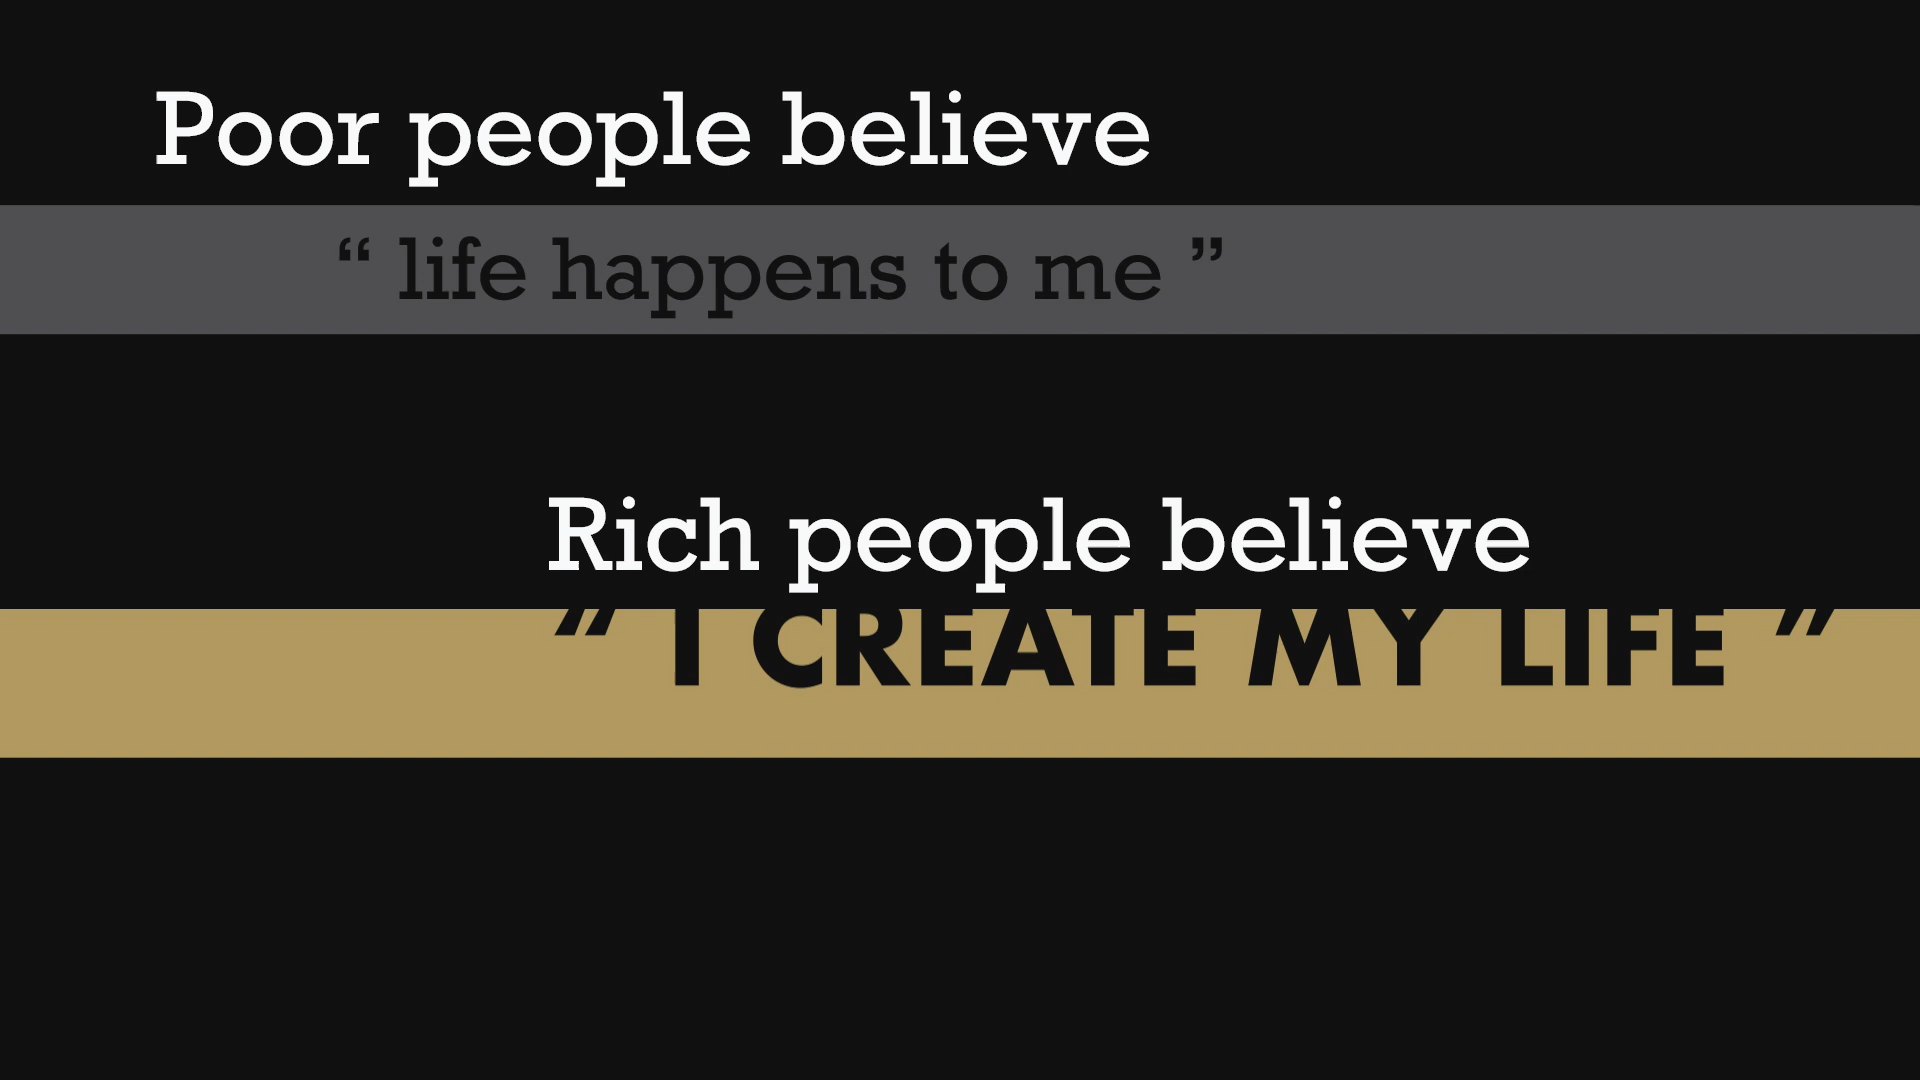 Poor people believe
“ life happens to me ”
Rich people believe
“ I CREATE MY LIFE ”